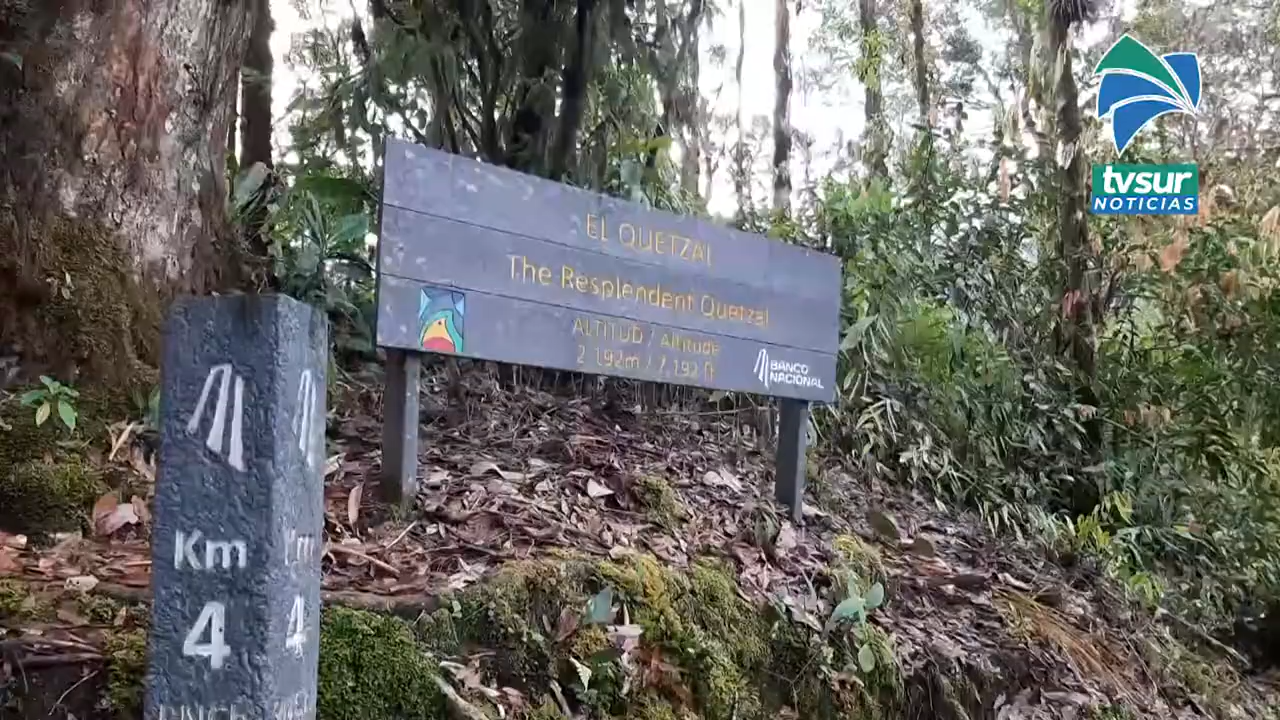 tvsur
NOTICIAS
EL QUETZAL
The Resplendent Quetzal
ALTITUD / Altitude
2 192m / 7,192 ft
BANCO
NACIONAL
Km
4
Km
4